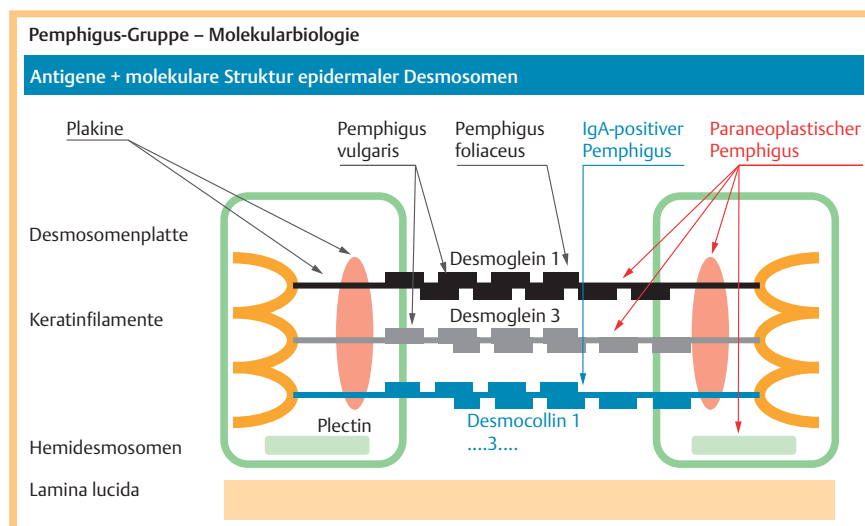 Pemphigus-Gruppe – Molekularbiologie
Antigene + molekulare Struktur epidermaler Desmosomen
Plakine
Pemphigus
vulgaris
Pemphigus
foliaceus
IgA-positiver
Pemphigus
Paraneoplastischer
Pemphigus
Desmosomenplatte
Desmoglein 1
Keratinfilamente
Desmoglein 3
Plectin
Desmocollin 1
....3....
Hemidesmosomen
Lamina lucida